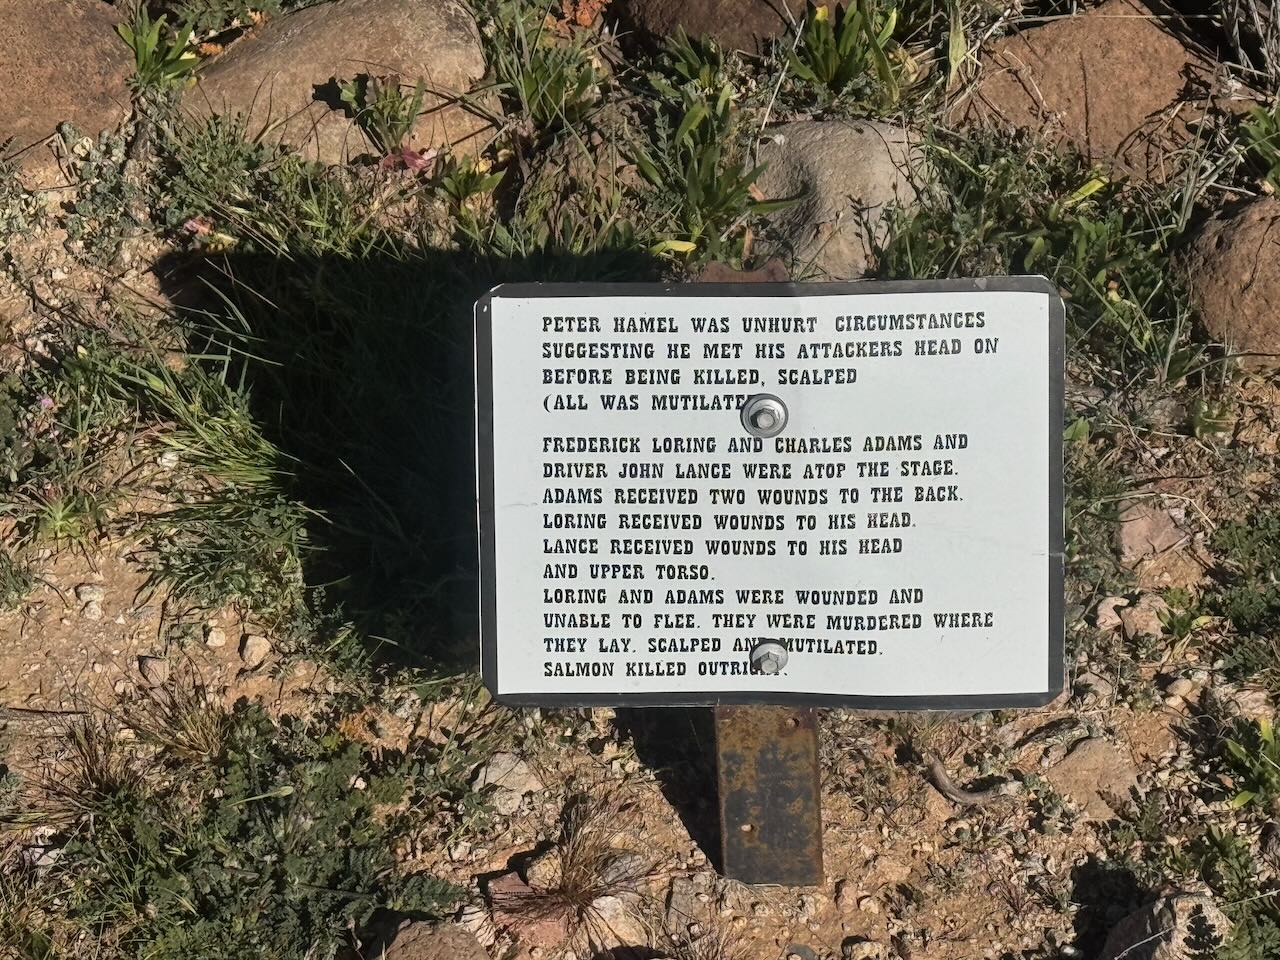 PETER HAMEL WAS UNHURT CIRCUMSTANCES
SUGGESTING HE MET HIS ATTACKERS HEAD ON
BEFORE BEING KILLED, SCALPED
(ALL WAS
FREDERICK LORING AND CHARLES ADAMS AND
DRIVER JOHN LANCE WERE ATOP THE STAGE.
ADAMS RECEIVED TWO WOUNDS TO THE BACK.
LORING RECEIVED WOUNDS TO HIS HEAD.
LANCE RECEIVED WOUNDS TO HIS HEAD
AND UPPER TORSO.
LORING AND ADAMS WERE WOUNDED AND
UNABLE TO FLEE. THEY WERE MURDERED WHERE
THEY LAY. SCALPED AND MUTILATED.
SALMON KILLED